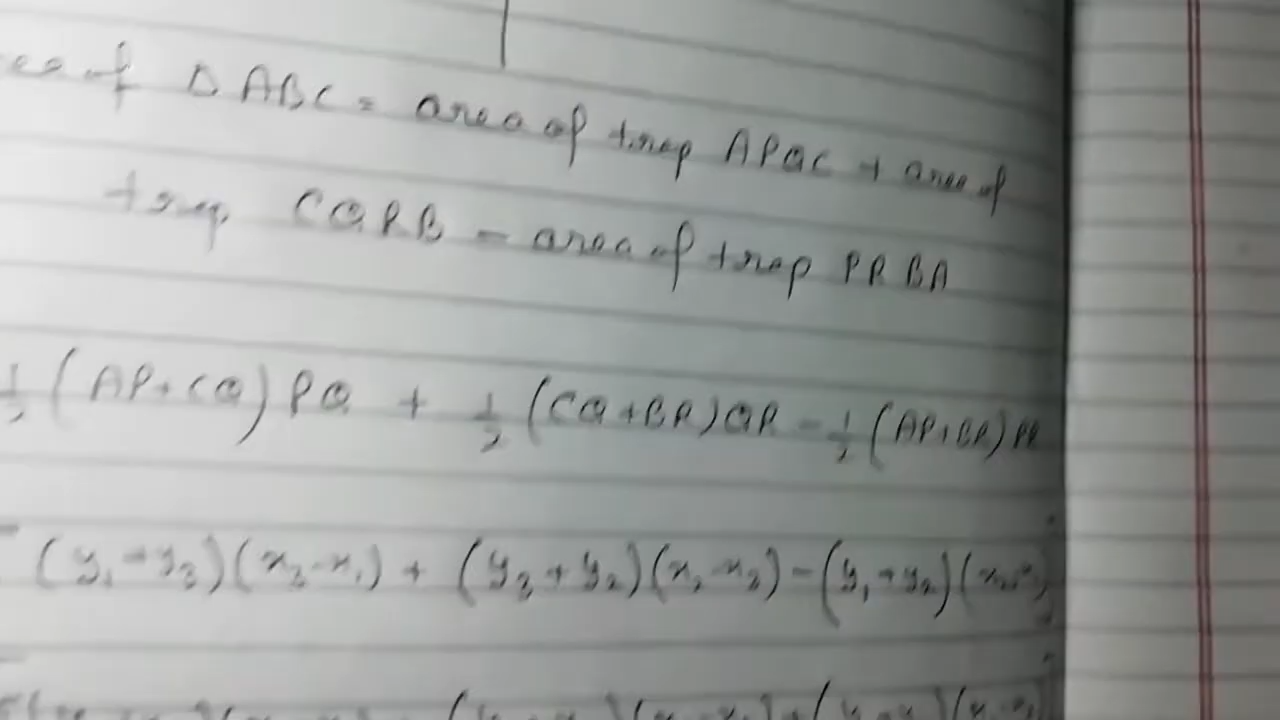 of Δ ABC = area of trap APQC + area of
trap CQRB - area of trap PRBA
½ (AP+CQ) PQ + ½ (CQ+BR) QR - ½ (AP+BR) PR
(y₁+y₃)(x₃-x₁) + (y₃+y₂)(x₂-x₃) - (y₁+y₂)(x₂-x